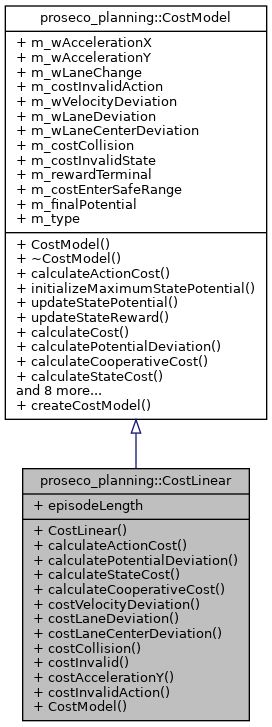 proseco_planning::CostModel
+ m_wAccelerationX
+ m_wAccelerationY
+ m_wLaneChange
+ m_costInvalidAction
+ m_wVelocityDeviation
+ m_wLaneDeviation
+ m_wLaneCenterDeviation
+ m_costCollision
+ m_costInvalidState
+ m_rewardTerminal
+ m_costEnterSafeRange
+ m_finalPotential
+ m_type
+ CostModel()
+ ~CostModel()
+ calculateActionCost()
+ initializeMaximumStatePotential()
+ updateStatePotential()
+ updateStateReward()
+ calculateCost()
+ calculatePotentialDeviation()
+ calculateCooperativeCost()
+ calculateStateCost()
and 8 more...
+ createCostModel()
proseco_planning::CostLinear
+ episodeLength
+ CostLinear()
+ calculateActionCost()
+ calculatePotentialDeviation()
+ calculateStateCost()
+ calculateCooperativeCost()
+ costVelocityDeviation()
+ costLaneDeviation()
+ costLaneCenterDeviation()
+ costCollision()
+ costInvalid()
+ costAccelerationY()
+ costInvalidAction()
+ CostModel()